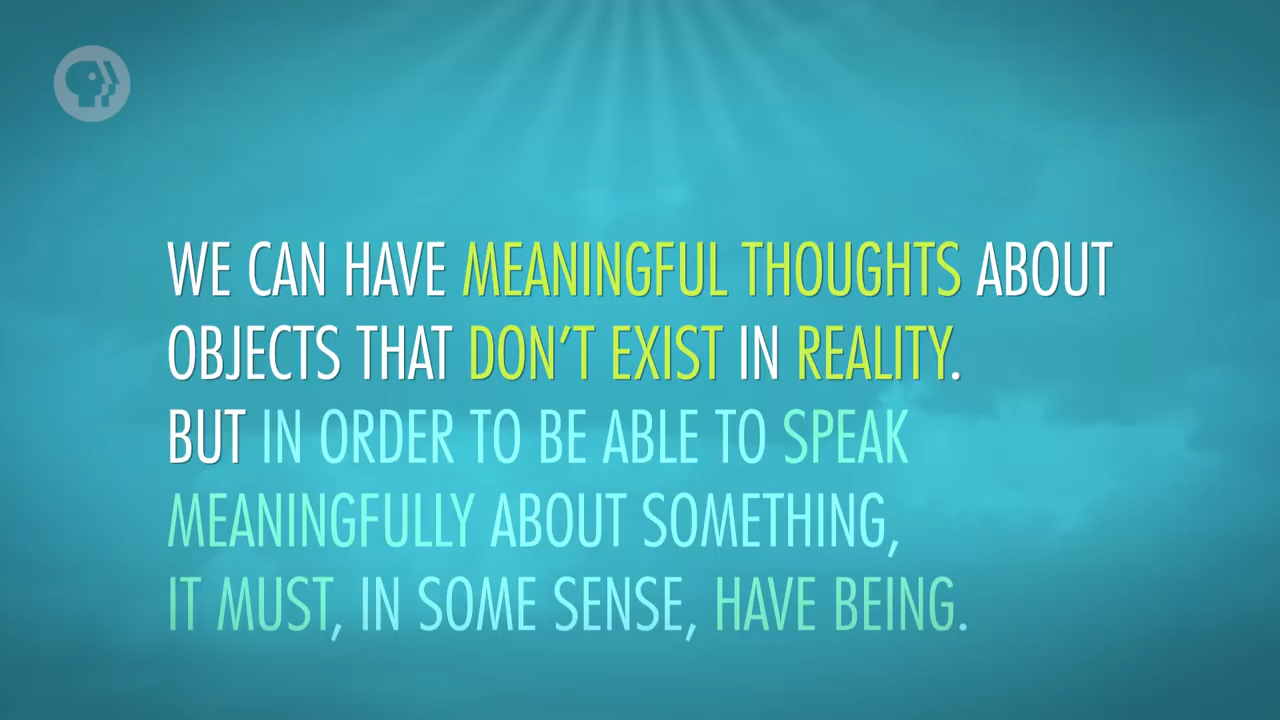 WE CAN HAVE MEANINGFUL THOUGHTS ABOUT
OBJECTS THAT DON'T EXIST IN REALITY.
BUT IN ORDER TO BE ABLE TO SPEAK
MEANINGFULLY ABOUT SOMETHING,
IT MUST, IN SOME SENSE, HAVE BEING.